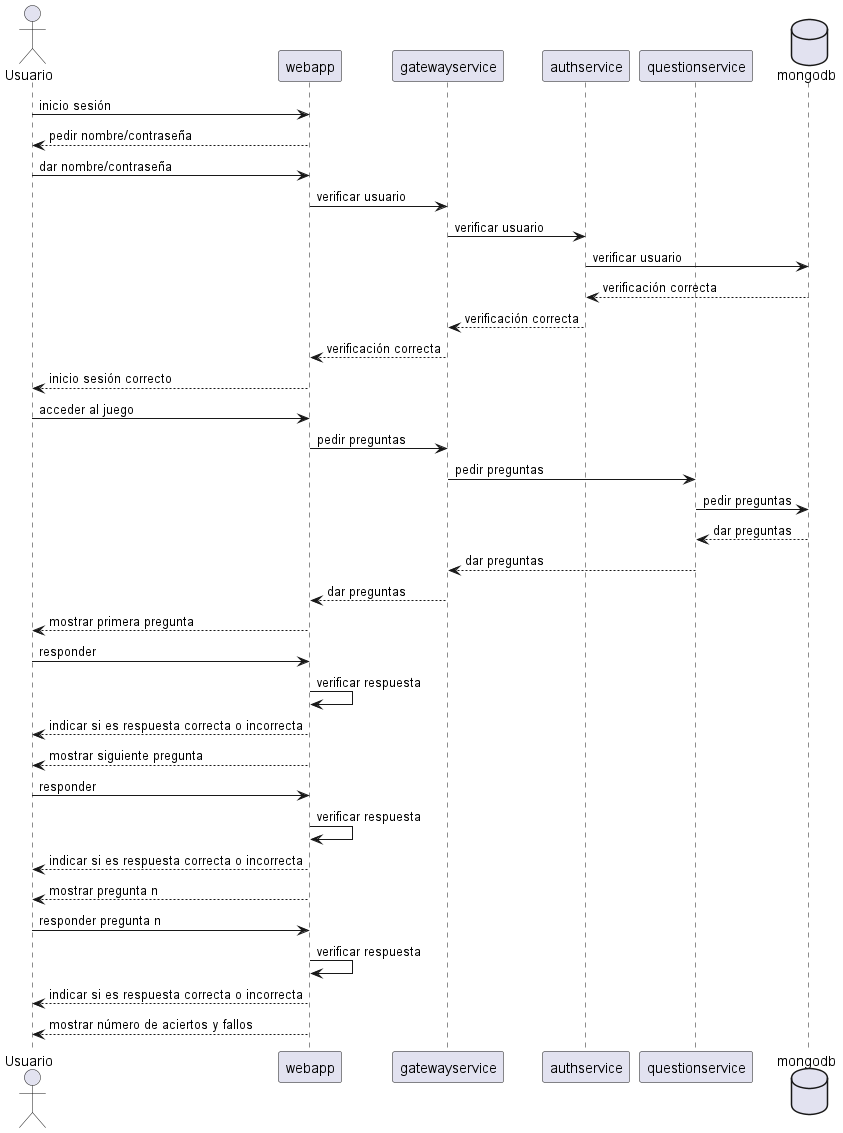 Usuario
webapp
gatewayservice
authservice
questionservice
mongodb
inicio sesión
pedir nombre/contraseña
dar nombre/contraseña
verificar usuario
verificar usuario
verificar usuario
verificación correcta
verificación correcta
verificación correcta
inicio sesión correcto
acceder al juego
pedir preguntas
pedir preguntas
pedir preguntas
dar preguntas
dar preguntas
dar preguntas
mostrar primera pregunta
responder
verificar respuesta
indicar si es respuesta correcta o incorrecta
mostrar siguiente pregunta
responder
verificar respuesta
indicar si es respuesta correcta o incorrecta
mostrar pregunta n
responder pregunta n
verificar respuesta
indicar si es respuesta correcta o incorrecta
mostrar número de aciertos y fallos
Usuario
webapp
gatewayservice
authservice
questionservice
mongodb